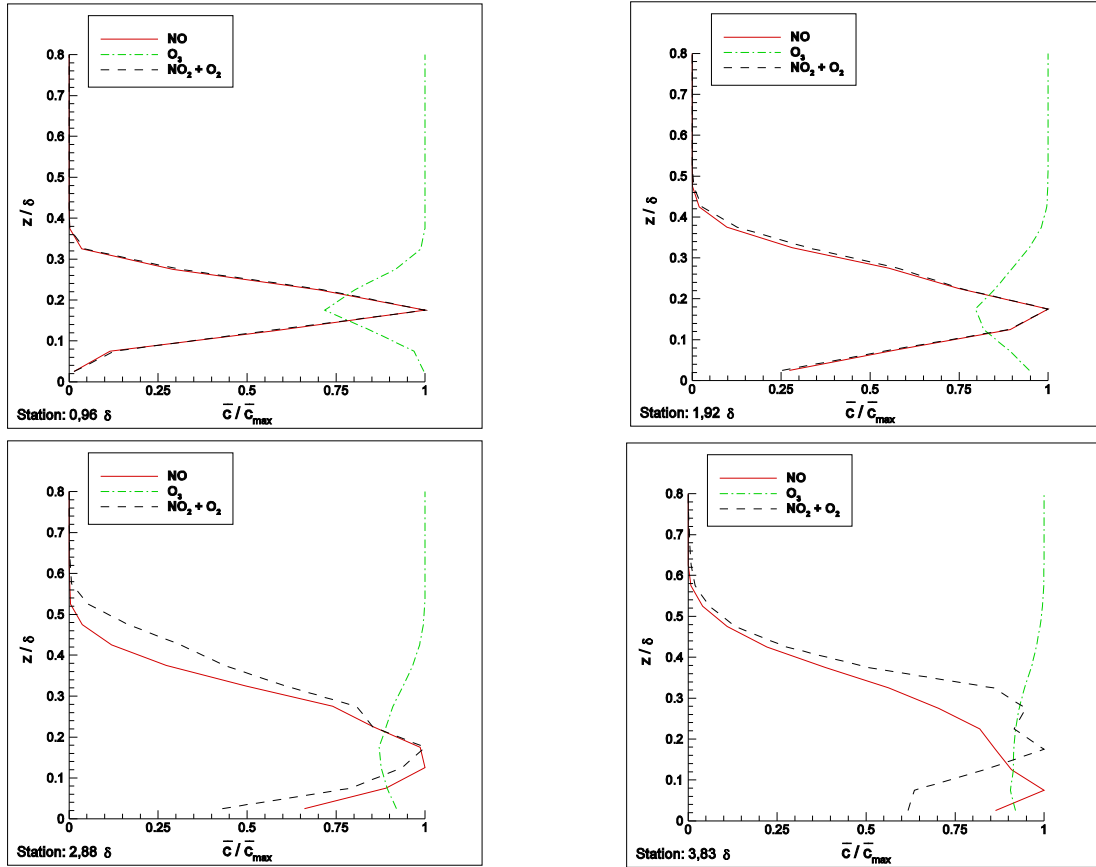 NO
O₃
NO₂ + O₂
0.8
0.7
0.6
0.5
0.4
0.3
0.2
0.1
0
z / δ
0 0.25 0.5 0.75 1
c̄ / c̄max
Station: 0,96 δ
NO
O₃
NO₂ + O₂
0.8
0.7
0.6
0.5
0.4
0.3
0.2
0.1
0
z / δ
0 0.25 0.5 0.75 1
c̄ / c̄max
Station: 1,92 δ
NO
O₃
NO₂ + O₂
0.8
0.7
0.6
0.5
0.4
0.3
0.2
0.1
0
z / δ
0 0.25 0.5 0.75 1
c̄ / c̄max
Station: 2,88 δ
NO
O₃
NO₂ + O₂
0.8
0.7
0.6
0.5
0.4
0.3
0.2
0.1
0
z / δ
0 0.25 0.5 0.75 1
c̄ / c̄max
Station: 3,83 δ